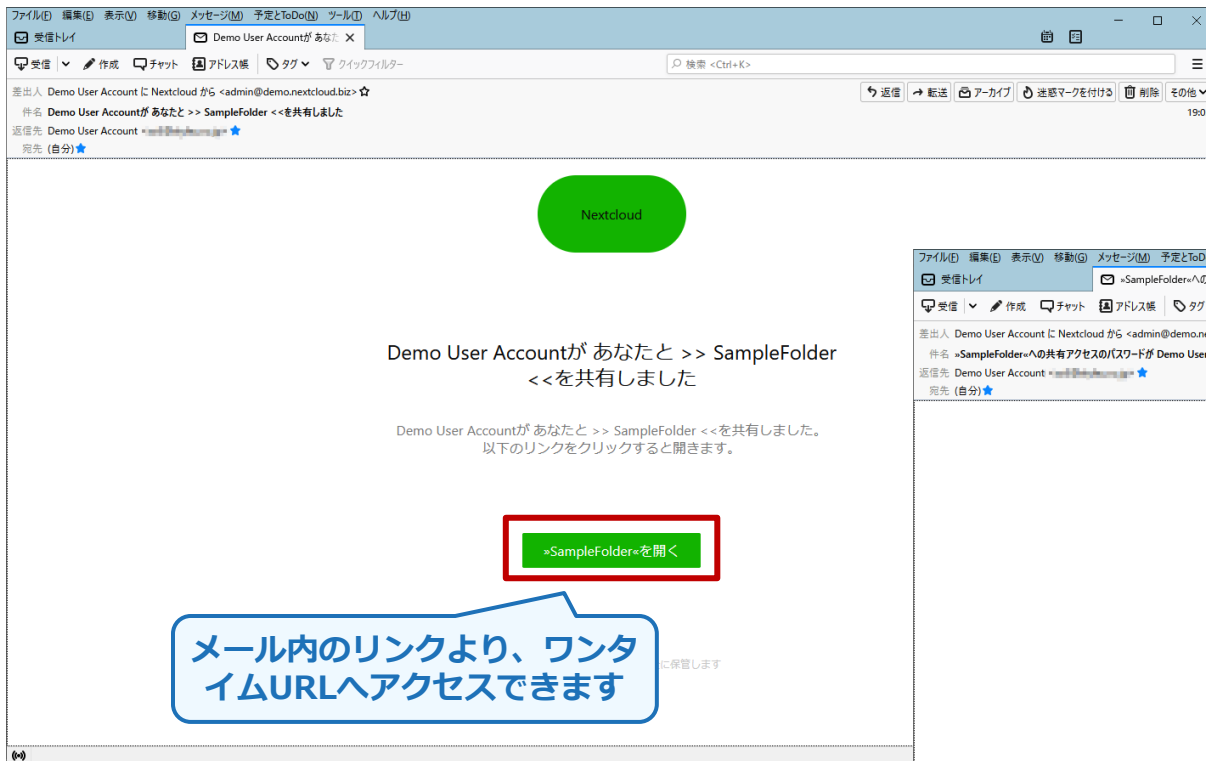 ファイル(F) 編集(E) 表示(V) 移動(G) メッセージ(M) 予定とToDo(N) ツール(T) ヘルプ(H)
受信トレイ Demo User Accountが あなた
受信 作成 チャット アドレス帳 タグ クイックフィルター 検索 <Ctrl+K>
差出人 Demo User Account に Nextcloud から <admin@demo.nextcloud.biz> 返信 転送 アーカイブ 迷惑マークを付ける 削除 その他
件名 Demo User Accountが あなたと >> SampleFolder <<を共有しました 19:0
返信先 Demo User Account
宛先 (自分)
Nextcloud
Demo User Accountが あなたと >> SampleFolder
<<を共有しました
Demo User Accountが あなたと >> SampleFolder <<を共有しました。
以下のリンクをクリックすると開きます。
»SampleFolder«を開く
メール内のリンクより、ワンタ
イムURLへアクセスできます
に保管します
ファイル(F) 編集(E) 表示(V) 移動(G) メッセージ(M) 予定とToD
受信トレイ »SampleFolder«への
受信 作成 チャット アドレス帳 タグ
差出人 Demo User Account に Nextcloud から <admin@demo.ne
件名 »SampleFolder«への共有アクセスのパスワードが Demo User
返信先 Demo User Account
宛先 (自分)